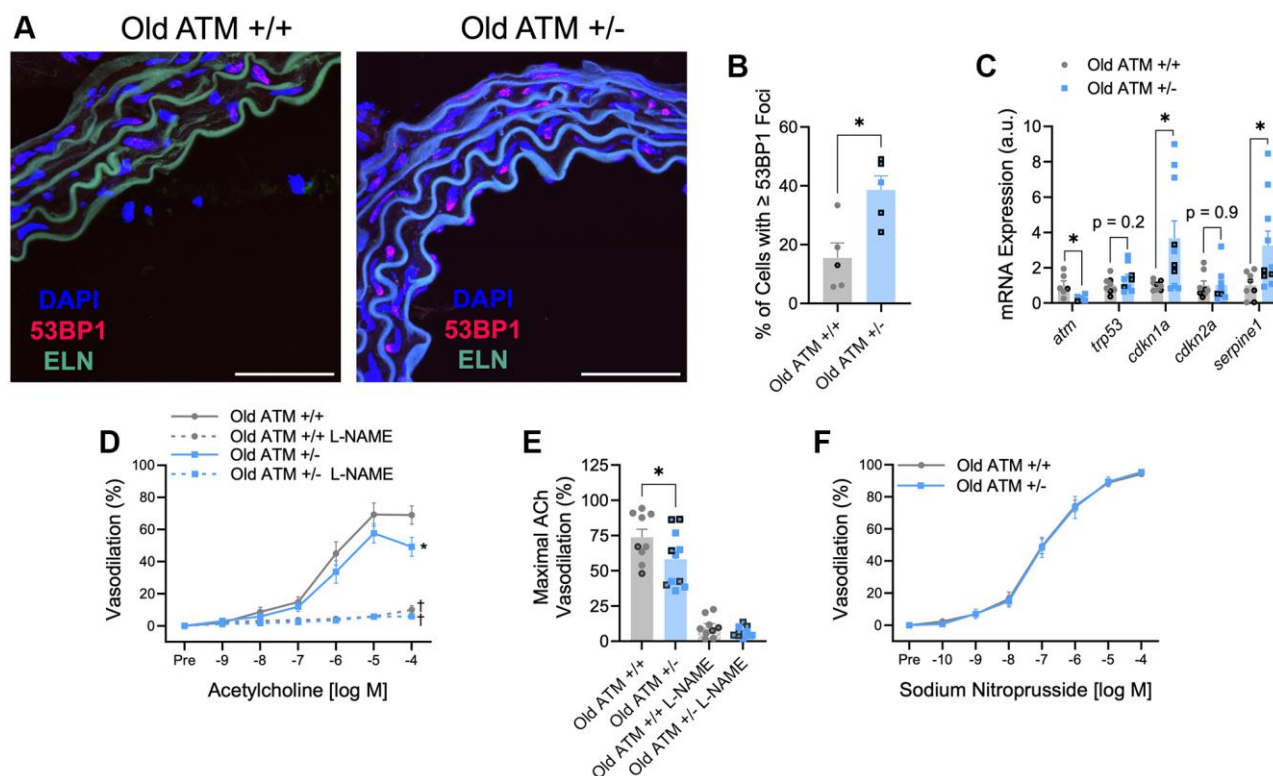 A
Old ATM +/+
Old ATM +/-
DAPI
53BP1
ELN
DAPI
53BP1
ELN
B
% of Cells with ≥ 53BP1 Foci
60
40
20
0
*
Old ATM +/+
Old ATM +/-
C
Old ATM +/+
Old ATM +/-
mRNA Expression (a.u.)
10
8
6
4
2
0
*
p = 0.2
*
p = 0.9
*
atm
trp53
cdkn1a
cdkn2a
serpine1
D
Old ATM +/+
Old ATM +/+ L-NAME
Old ATM +/-
Old ATM +/- L-NAME
Vasodilation (%)
100
80
60
40
20
0
*
†
†
Pre -9 -8 -7 -6 -5 -4
Acetylcholine [log M]
E
Maximal ACh
Vasodilation (%)
125
100
75
50
25
0
*
Old ATM +/+
Old ATM +/-
Old ATM +/+ L-NAME
Old ATM +/- L-NAME
F
Old ATM +/+
Old ATM +/-
Vasodilation (%)
100
80
60
40
20
0
Pre -10 -9 -8 -7 -6 -5 -4
Sodium Nitroprusside [log M]